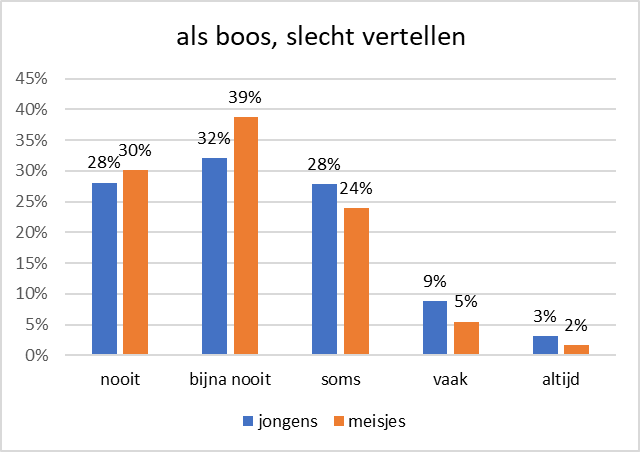 als boos, slecht vertellen
45%
40%
35%
30%
25%
20%
15%
10%
5%
0%
28% 30% 32% 39% 28% 24% 9% 5% 3% 2%
nooit bijna nooit soms vaak altijd
jongens meisjes